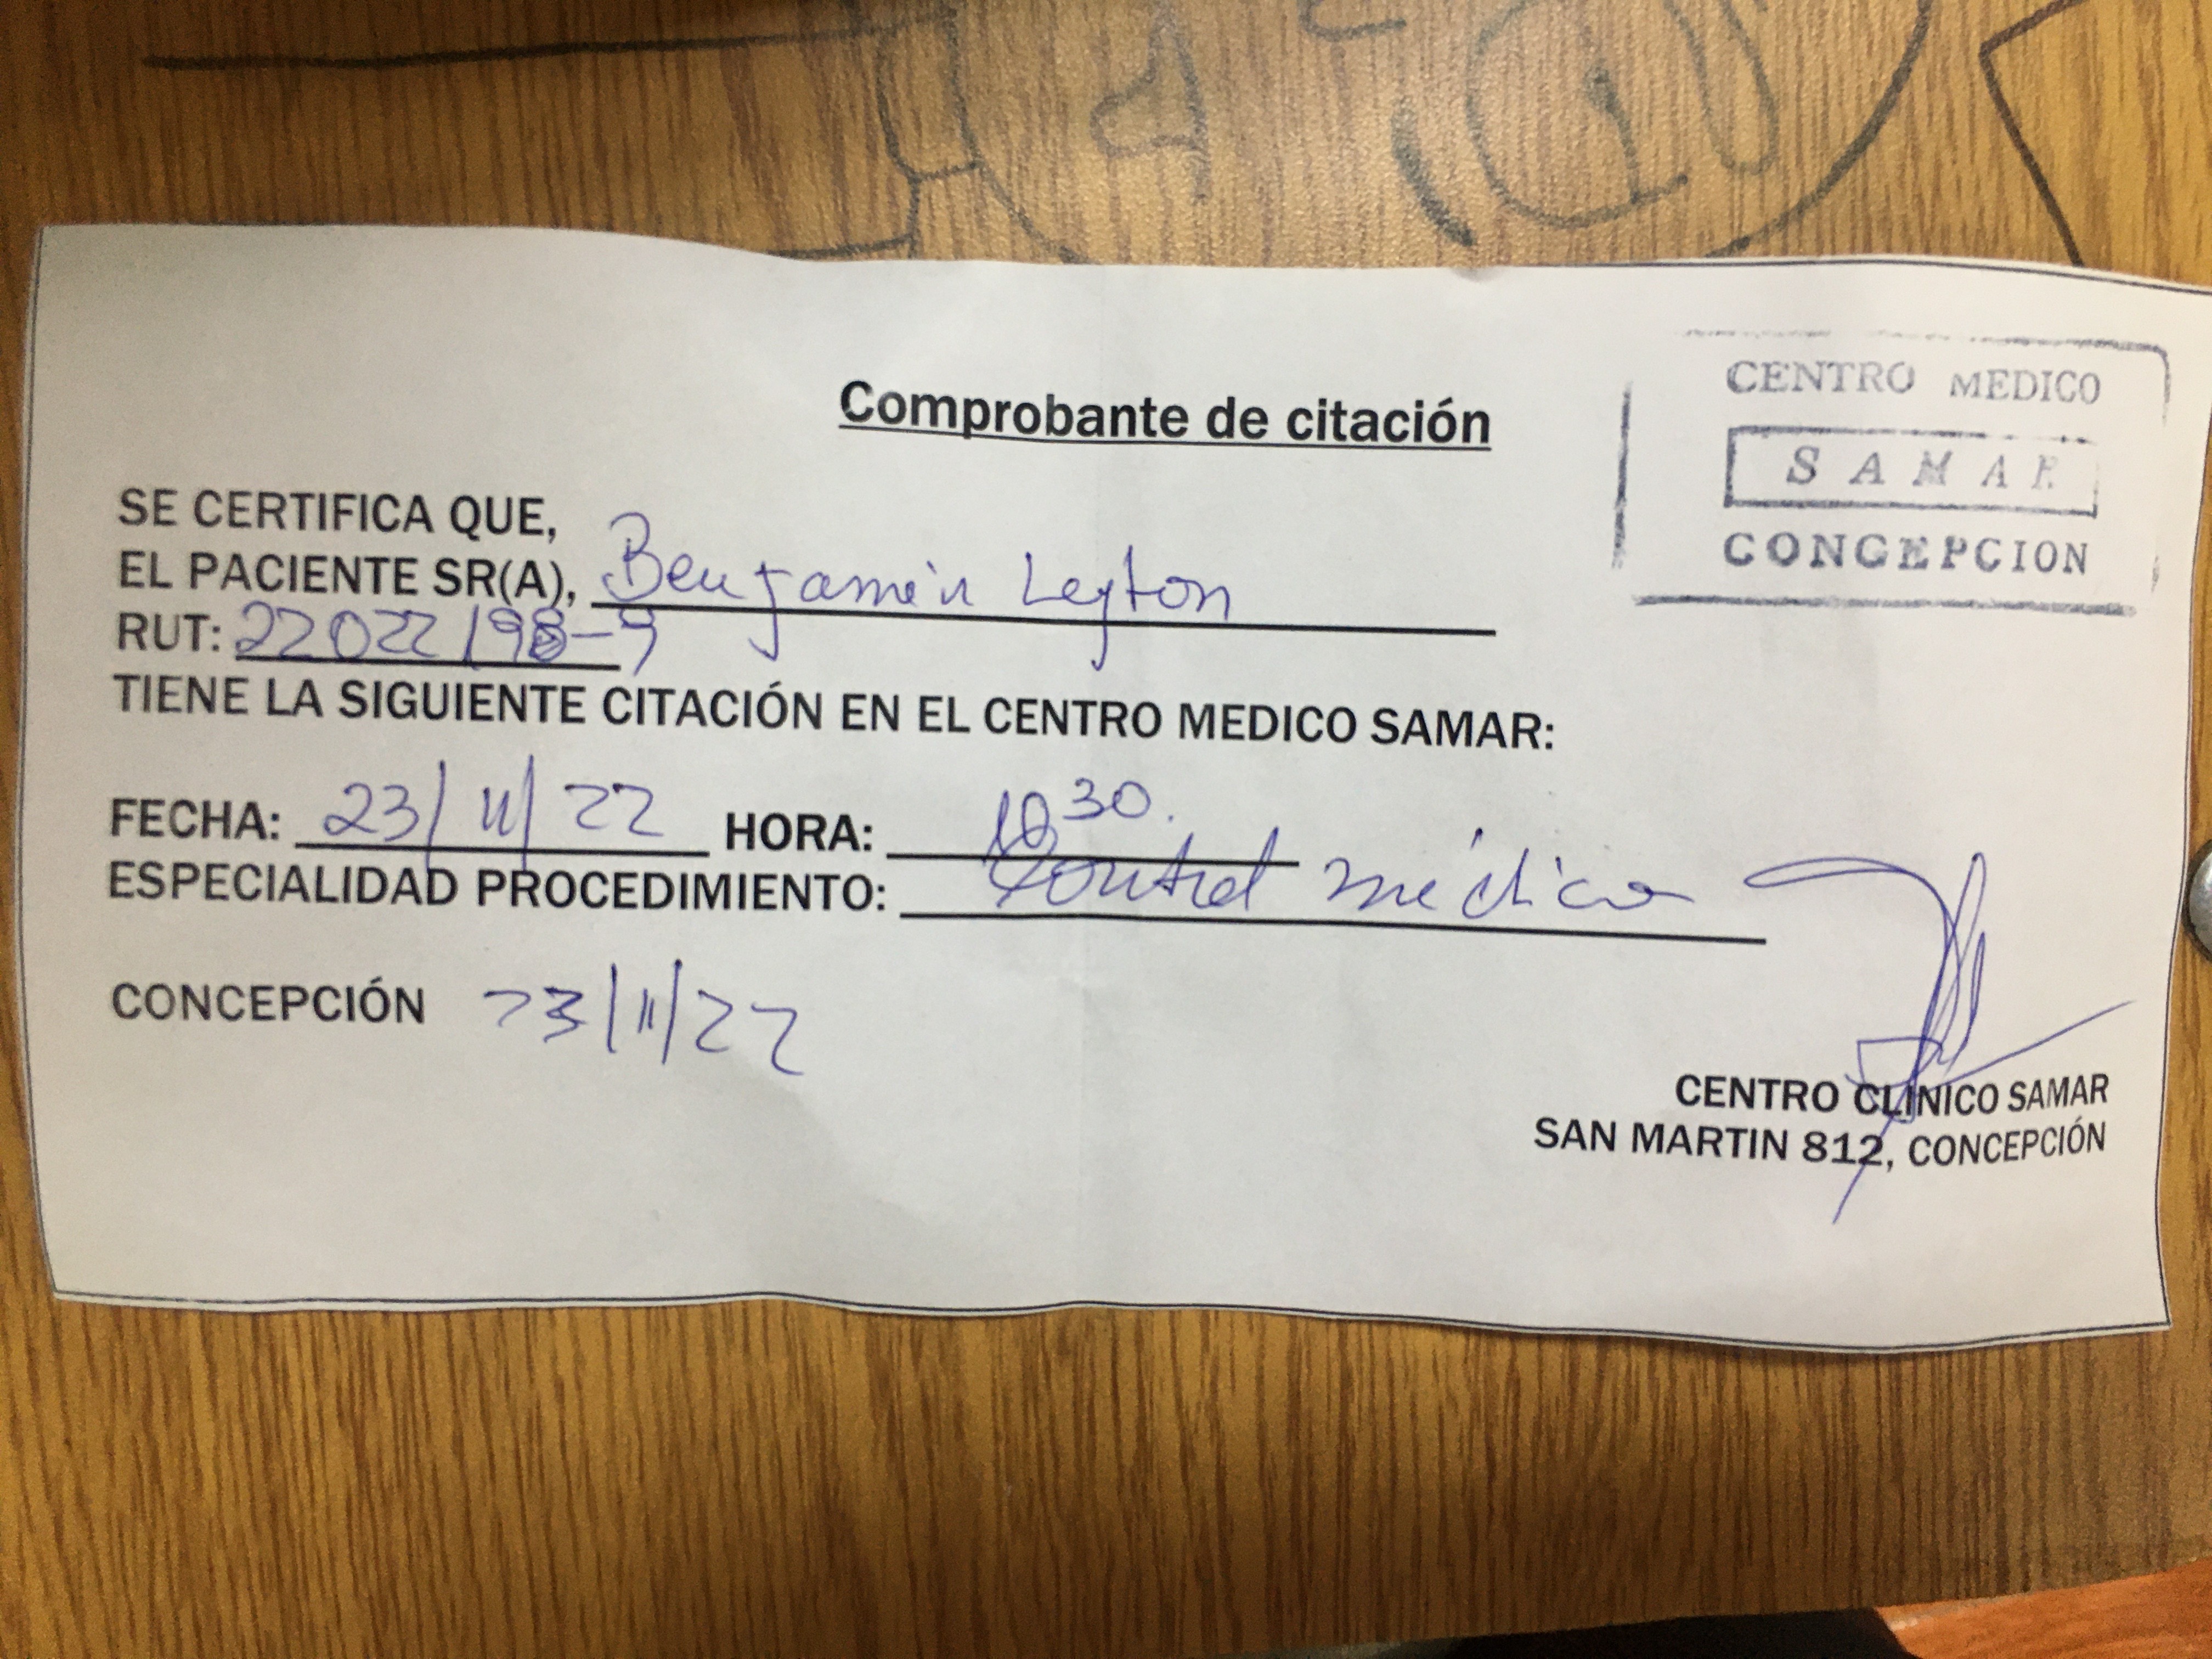 Comprobante de citación
CENTRO MEDICO
SAMAR
CONCEPCION
SE CERTIFICA QUE,
EL PACIENTE SR(A), Benjamín Leyton
RUT: 22022198-9
TIENE LA SIGUIENTE CITACIÓN EN EL CENTRO MEDICO SAMAR:
FECHA: 23/11/22 HORA: 10 30.
ESPECIALIDAD PROCEDIMIENTO: Control médico
CONCEPCIÓN 23/11/22
CENTRO CLINICO SAMAR
SAN MARTIN 812, CONCEPCIÓN